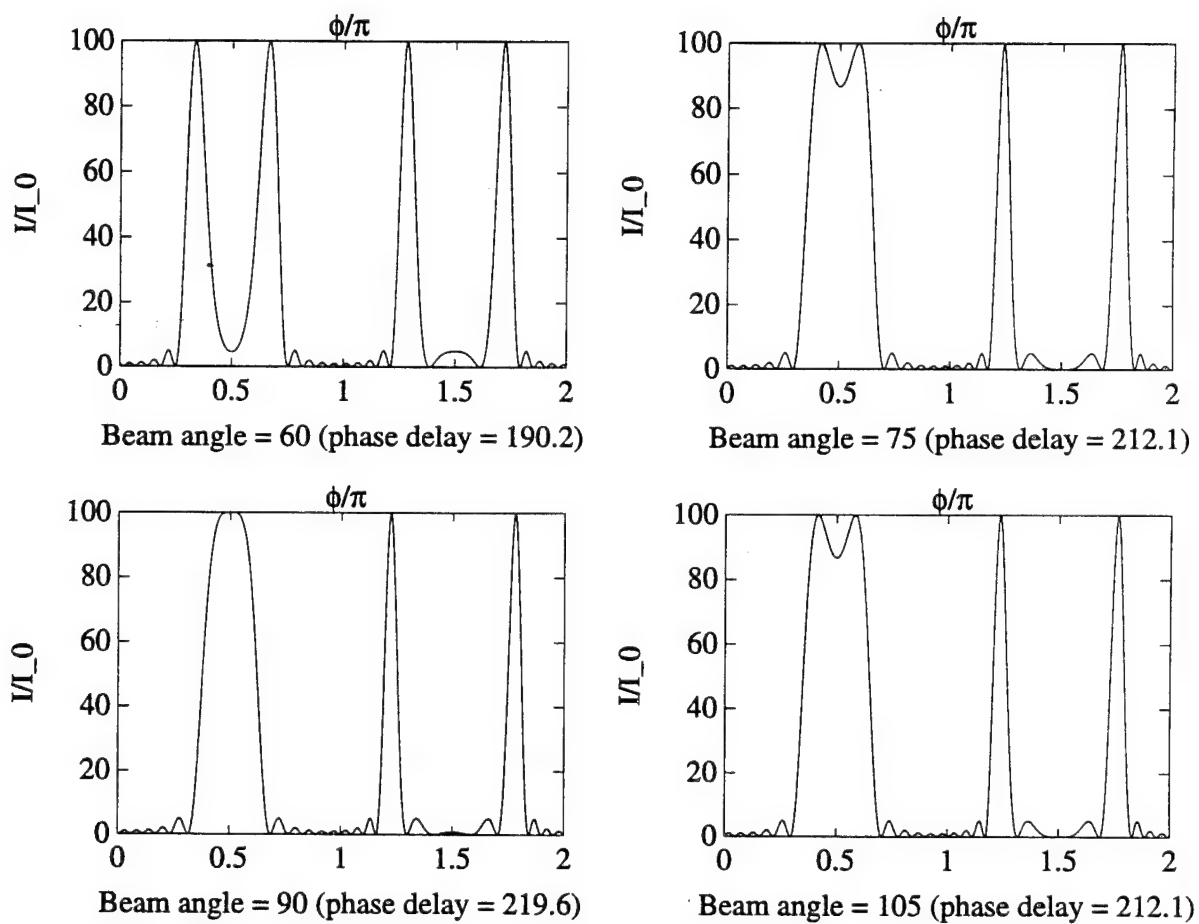 ϕ/π
100
80
60
40
20
0
I/I_0
0 0.5 1 1.5 2
Beam angle = 60 (phase delay = 190.2)
ϕ/π
100
80
60
40
20
0
I/I_0
0 0.5 1 1.5 2
Beam angle = 75 (phase delay = 212.1)
ϕ/π
100
80
60
40
20
0
I/I_0
0 0.5 1 1.5 2
Beam angle = 90 (phase delay = 219.6)
ϕ/π
100
80
60
40
20
0
I/I_0
0 0.5 1 1.5 2
Beam angle = 105 (phase delay = 212.1)